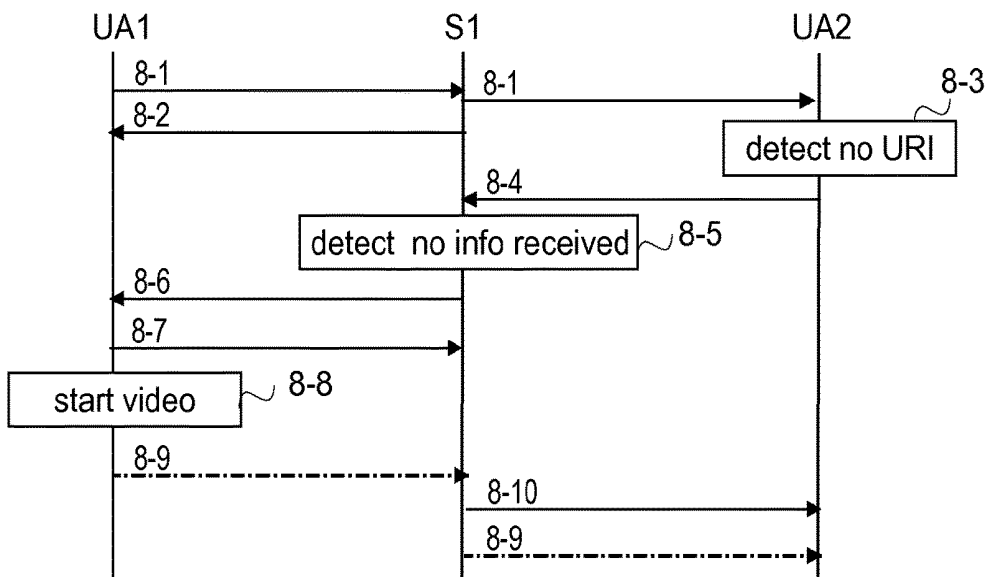 UA1 S1 UA2
8-1 8-1 8-3
8-2
detect no URI
8-4
detect no info received 8-5
8-6
8-7
start video 8-8
8-9
8-10
8-9